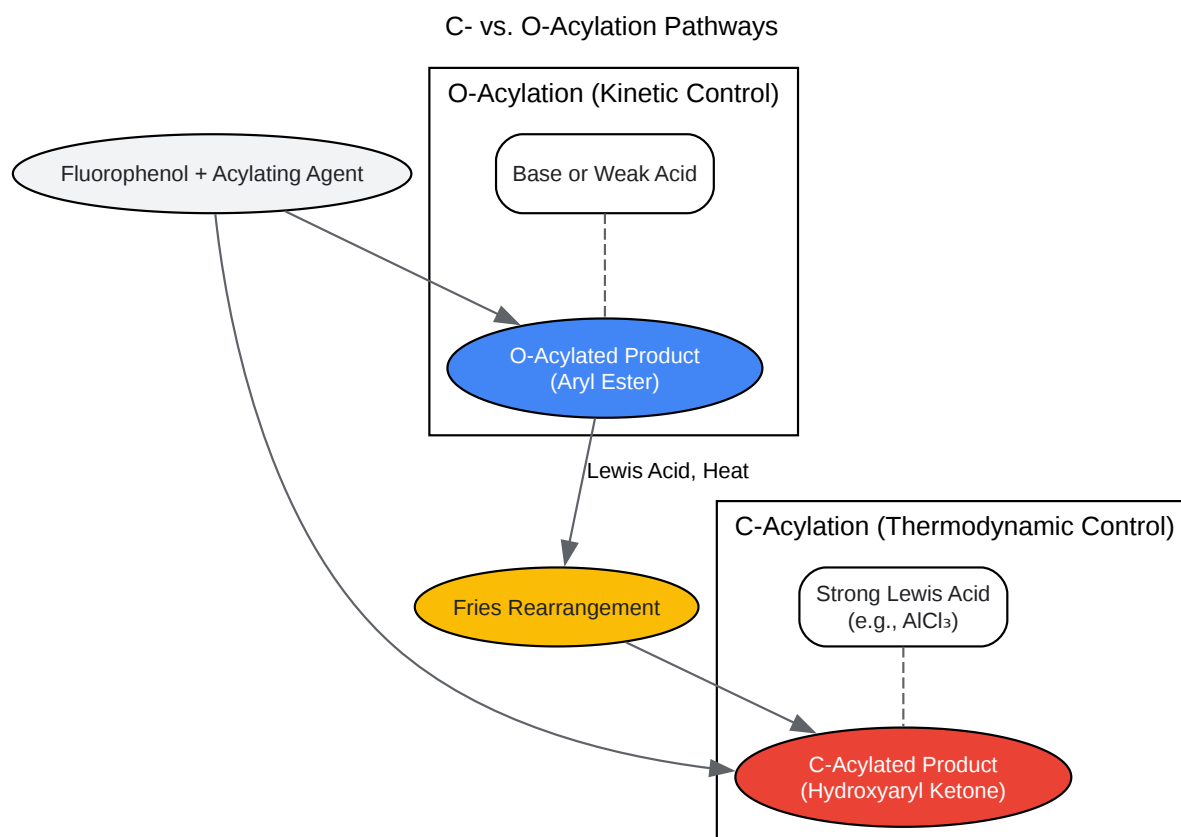 C- vs. O-Acylation Pathways
O-Acylation (Kinetic Control)
Base or Weak Acid
Fluorophenol + Acylating Agent
O-Acylated Product
(Aryl Ester)
Lewis Acid, Heat
C-Acylation (Thermodynamic Control)
Strong Lewis Acid
(e.g., AlCl₃)
Fries Rearrangement
C-Acylated Product
(Hydroxyaryl Ketone)